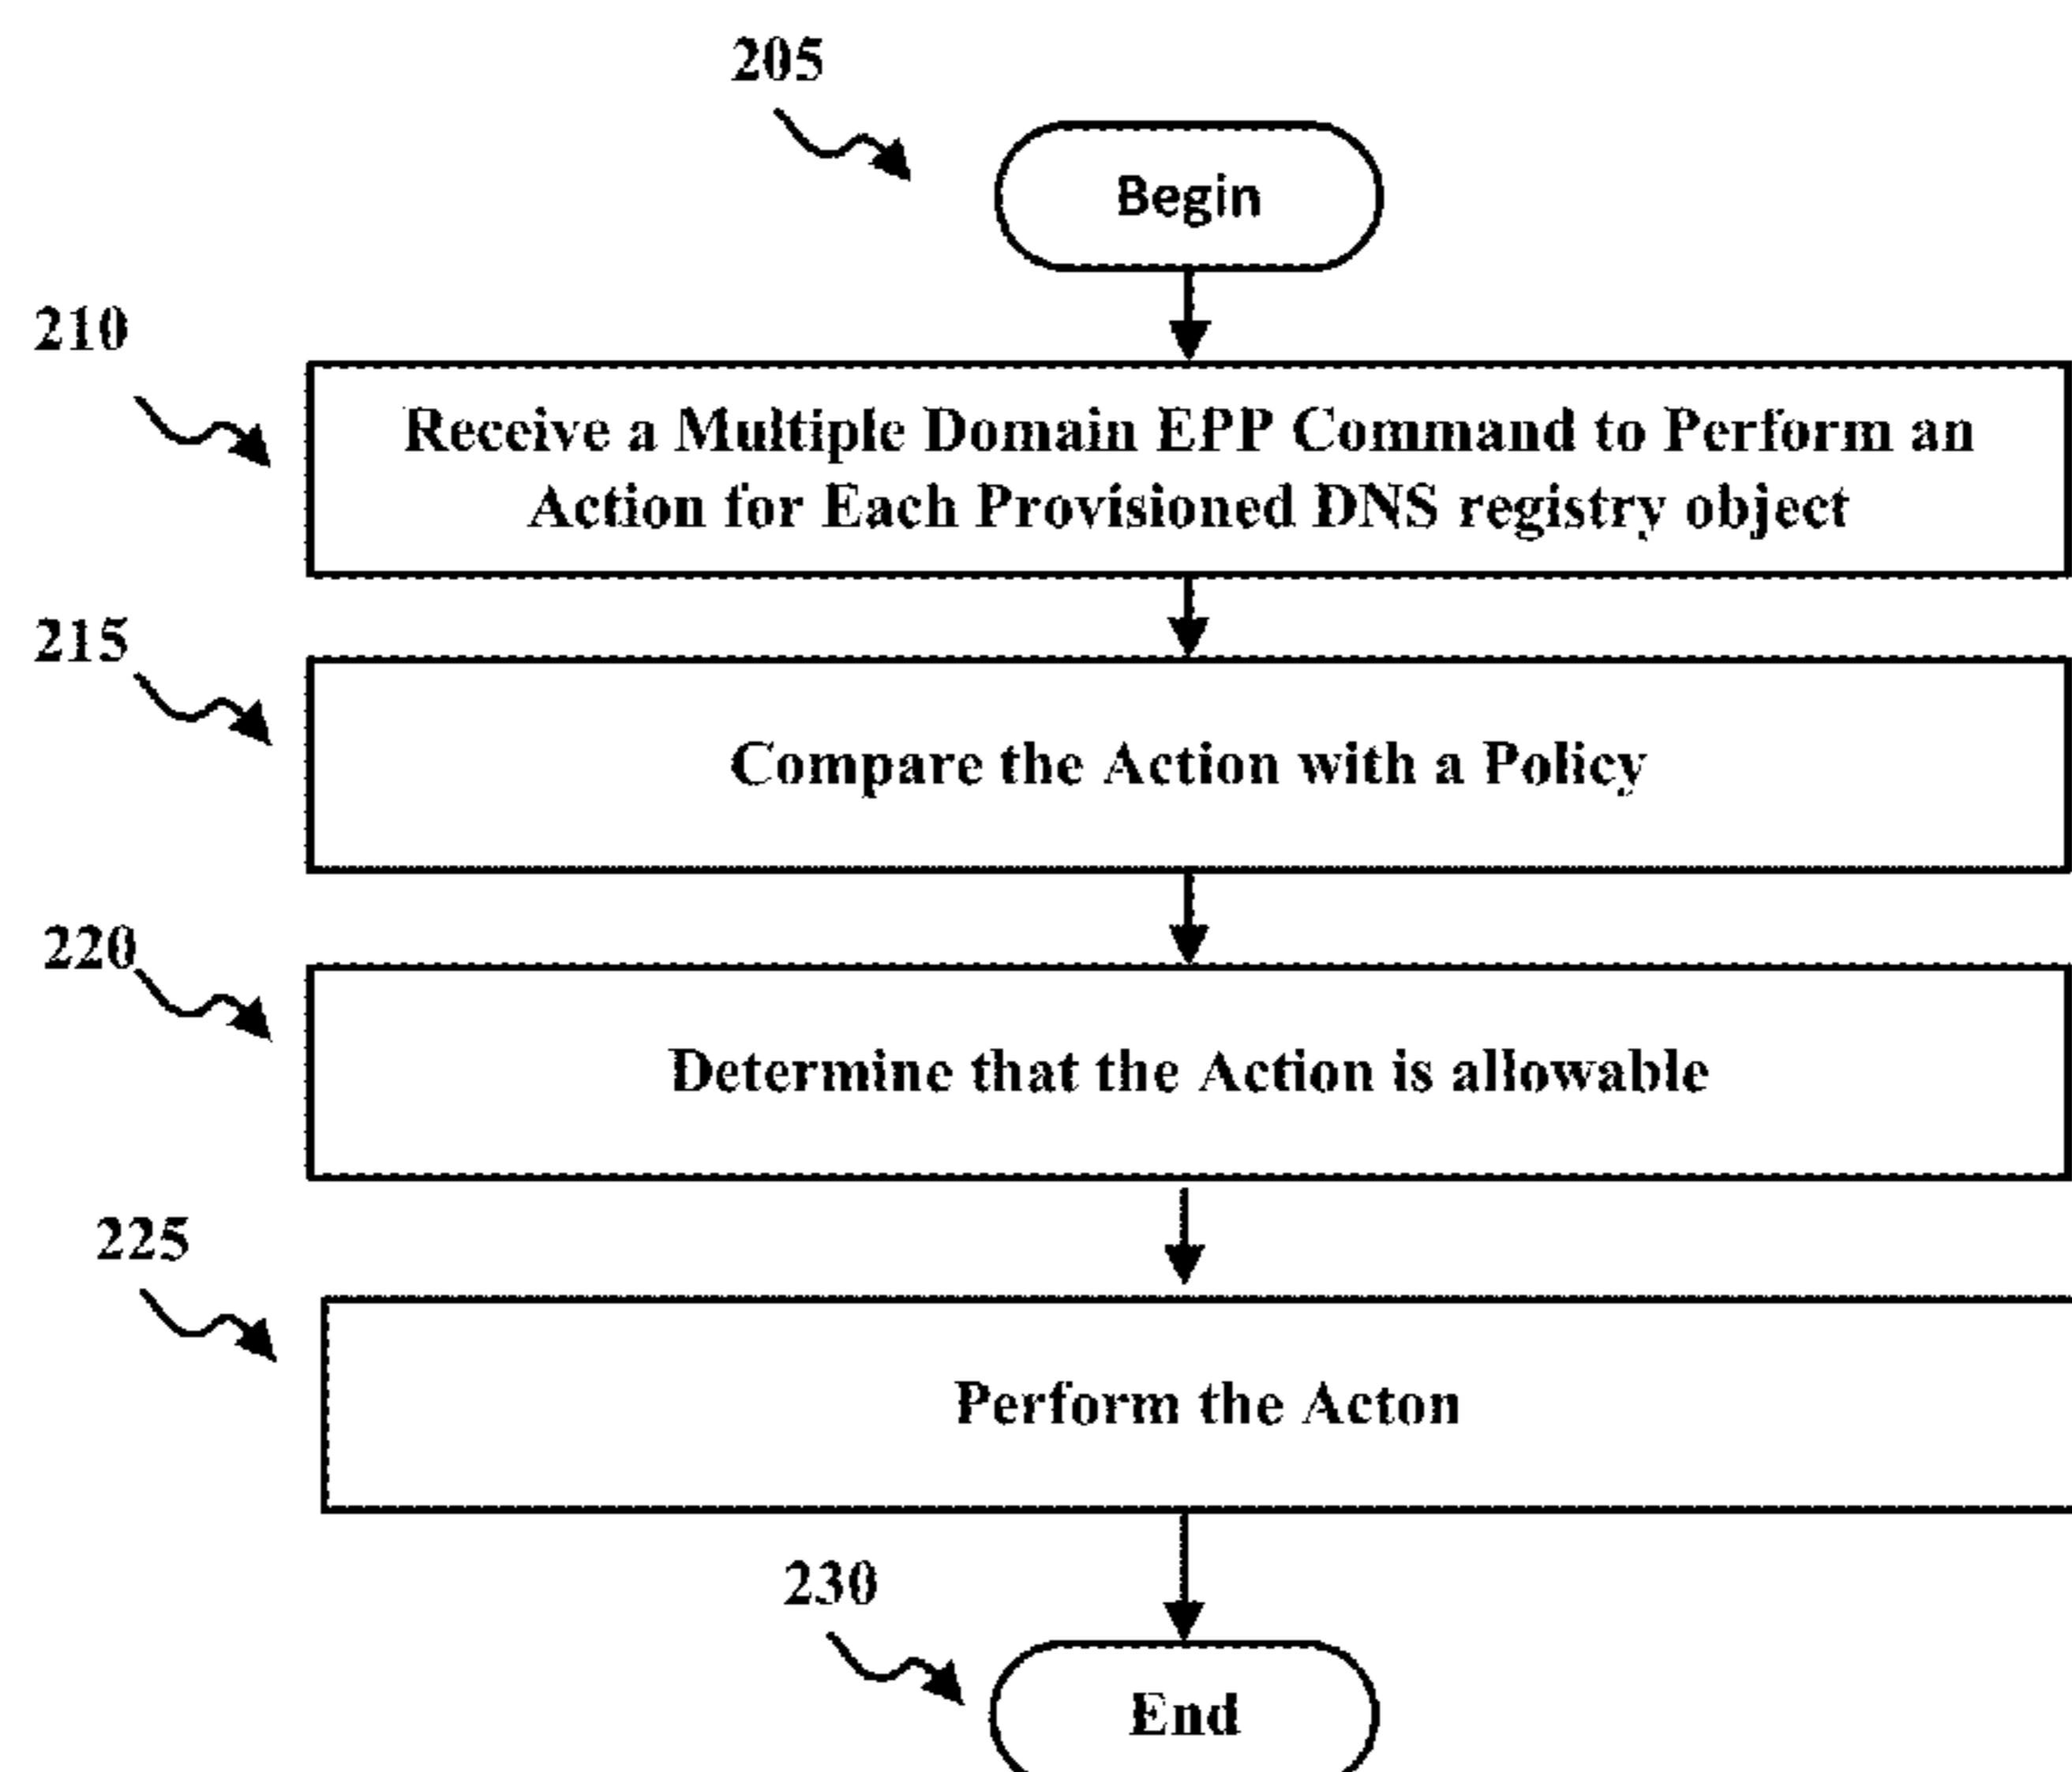 205
Begin
210
Receive a Multiple Domain EPP Command to Perform an
Action for Each Provisioned DNS registry object
215
Compare the Action with a Policy
220
Determine that the Action is allowable
225
Perform the Acton
230
End